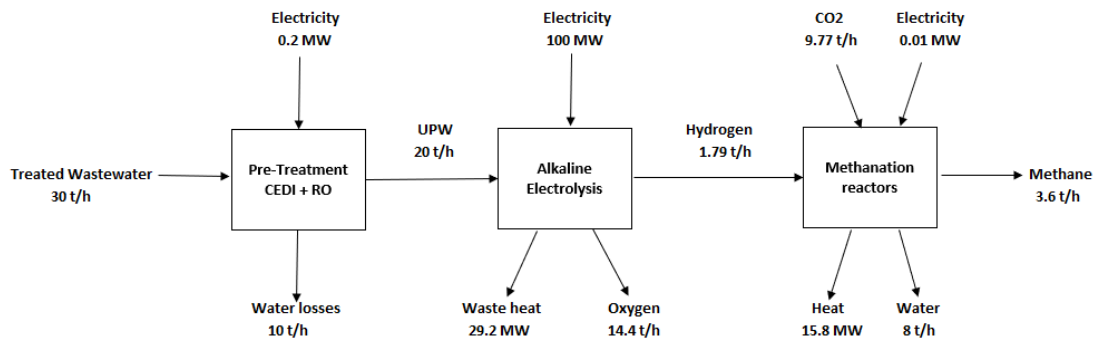 Electricity
0.2 MW
Electricity
100 MW
CO2
9.77 t/h
Electricity
0.01 MW
Treated Wastewater
30 t/h
Pre-Treatment
CEDI + RO
UPW
20 t/h
Alkaline
Electrolysis
Hydrogen
1.79 t/h
Methanation
reactors
Methane
3.6 t/h
Water losses
10 t/h
Waste heat
29.2 MW
Oxygen
14.4 t/h
Heat
15.8 MW
Water
8 t/h